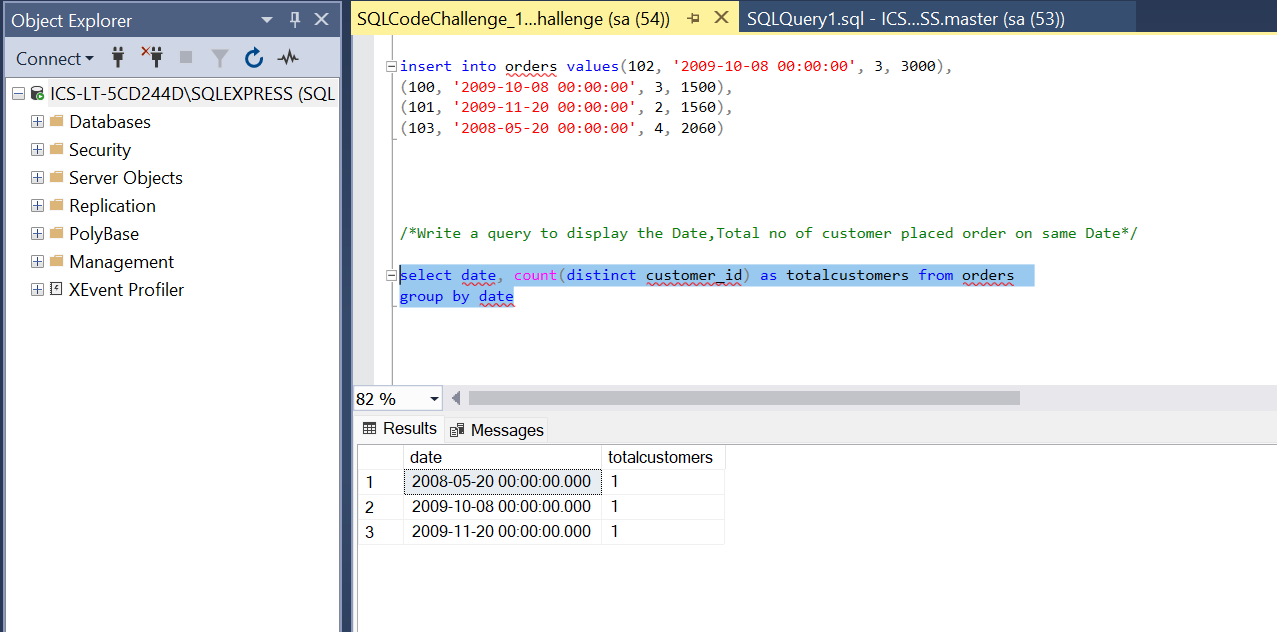 Object Explorer
Connect
ICS-LT-5CD244D\SQLEXPRESS (SQL
Databases
Security
Server Objects
Replication
PolyBase
Management
XEvent Profiler
SQLCodeChallenge_1...hallenge (sa (54))
SQLQuery1.sql - ICS...SS.master (sa (53))
insert into orders values(102, '2009-10-08 00:00:00', 3, 3000),
(100, '2009-10-08 00:00:00', 3, 1500),
(101, '2009-11-20 00:00:00', 2, 1560),
(103, '2008-05-20 00:00:00', 4, 2060)
/*Write a query to display the Date,Total no of customer placed order on same Date*/
select date, count(distinct customer_id) as totalcustomers from orders
group by date
82 %
Results Messages
date totalcustomers
1 2008-05-20 00:00:00.000 1
2 2009-10-08 00:00:00.000 1
3 2009-11-20 00:00:00.000 1